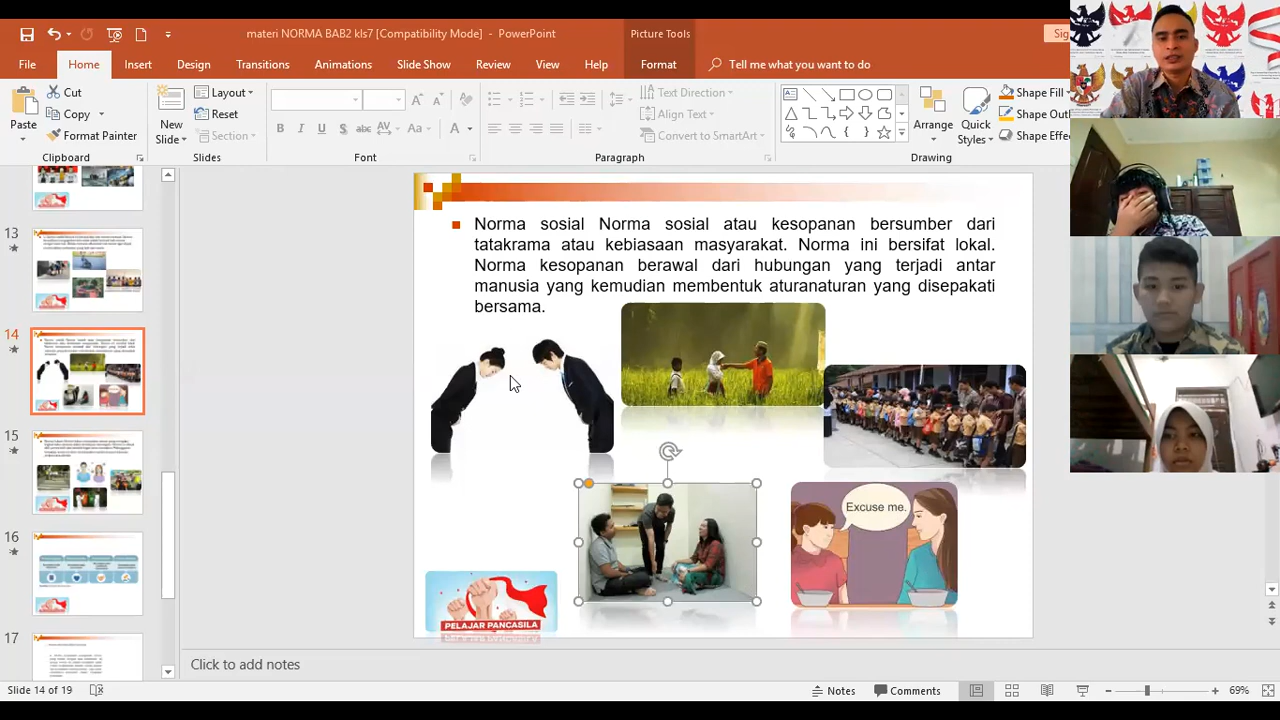 materi NORMA BAB2 kls7 [Compatibility Mode] - PowerPoint
Picture Tools
Sig
File Home Insert Design Transitions Animations Slide Show Review View Help Format Tell me what you want to do
Paste
Cut
Copy
Format Painter
Clipboard
New Slide
Layout
Reset
Section
Slides
Font
Text Direction
Align Text
Convert to SmartArt
Paragraph
Arrange
Quick Styles
Shape Fill
Shape Out
Shape Effe
Drawing
13
14
15
16
17
Norma sosial Norma sosial atau kesopanan bersumber dari
tatakrama atau kebiasaan masyarakat. Norma ini bersifat lokal.
Norma kesopanan berawal dari hubungan yang terjadi antar
manusia yang kemudian membentuk aturanaturan yang disepakati
bersama.
Excuse me.
PELAJAR PANCASILA
Click to add notes
Slide 14 of 19
Notes
Comments
69%